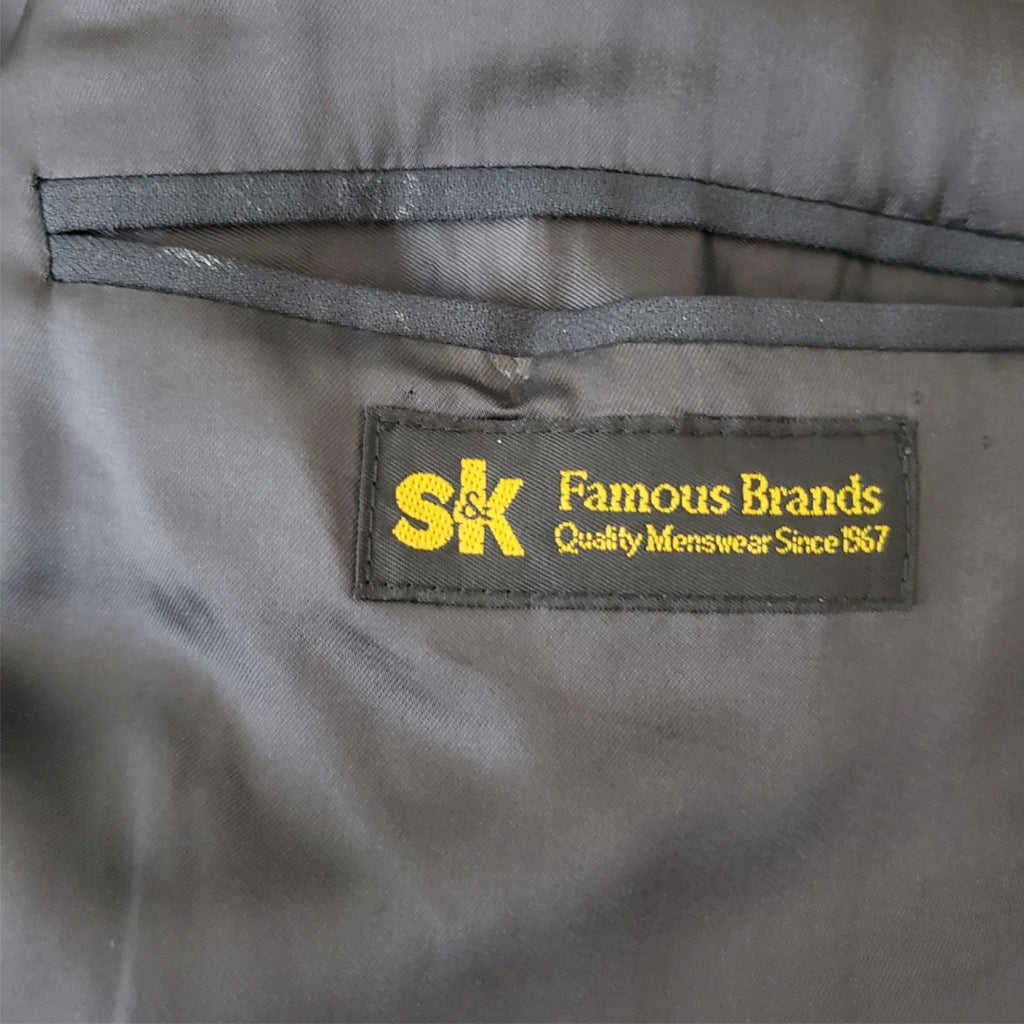 S&K
Famous Brands
Quality Menswear Since 1967